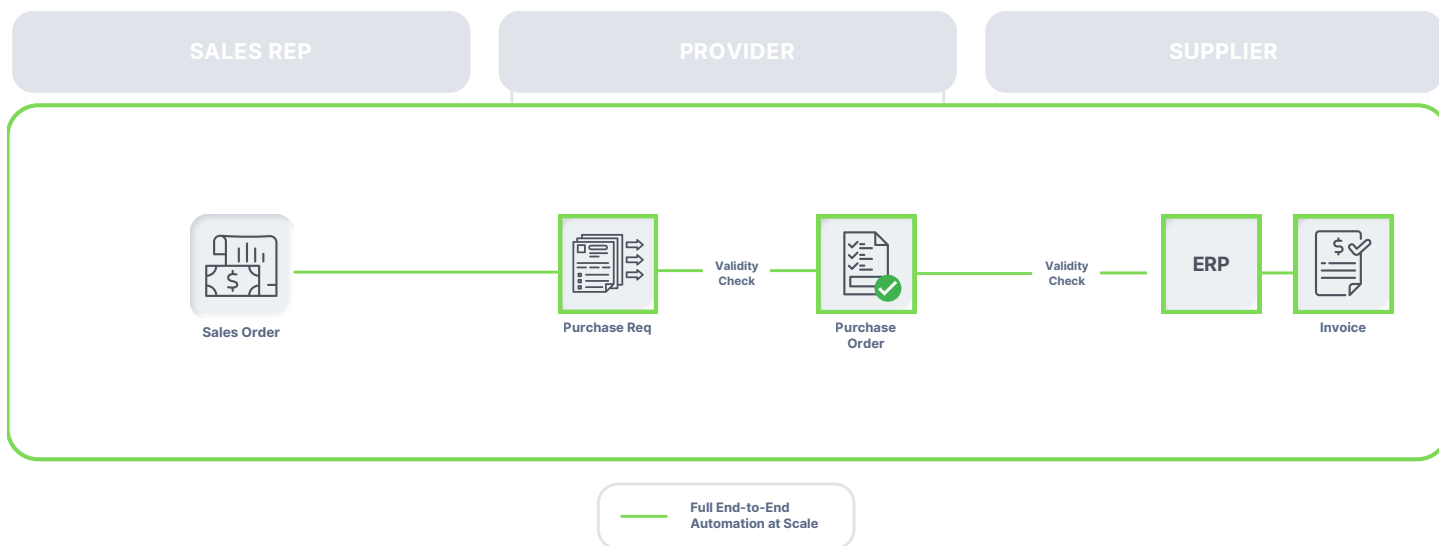 SALES REP
PROVIDER
SUPPLIER
$
$
Validity
Check
Validity
Check
ERP
Sales Order
Purchase Req
Purchase
Order
Invoice
Full End-to-End
Automation at Scale